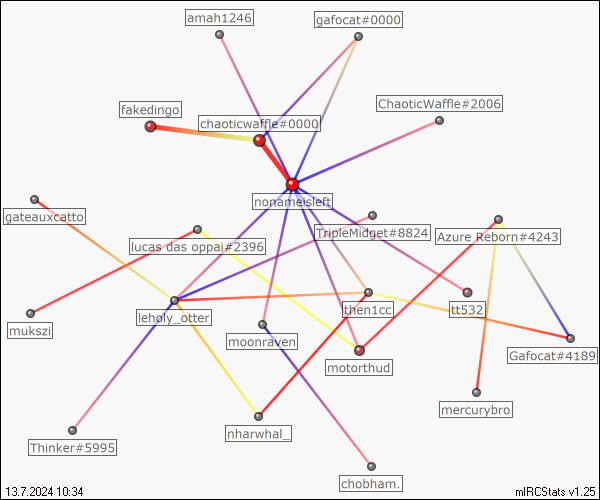 amah1246
gafocat#0000
ChaoticWaffle#2006
fakedingo
chaoticwaffle#0000
nonameisleft
gateauxcatto
TripleMidget#8824
Azure Reborn#4243
lucas das oppai#2396
mukszi
leholy_otter
then1cc
tt532
moonraven
Gafocat#4189
motorthud
mercurybro
Thinker#5995
nharwhal_
chobham.
13.7.2024 10:34
mIRCStats v1.25